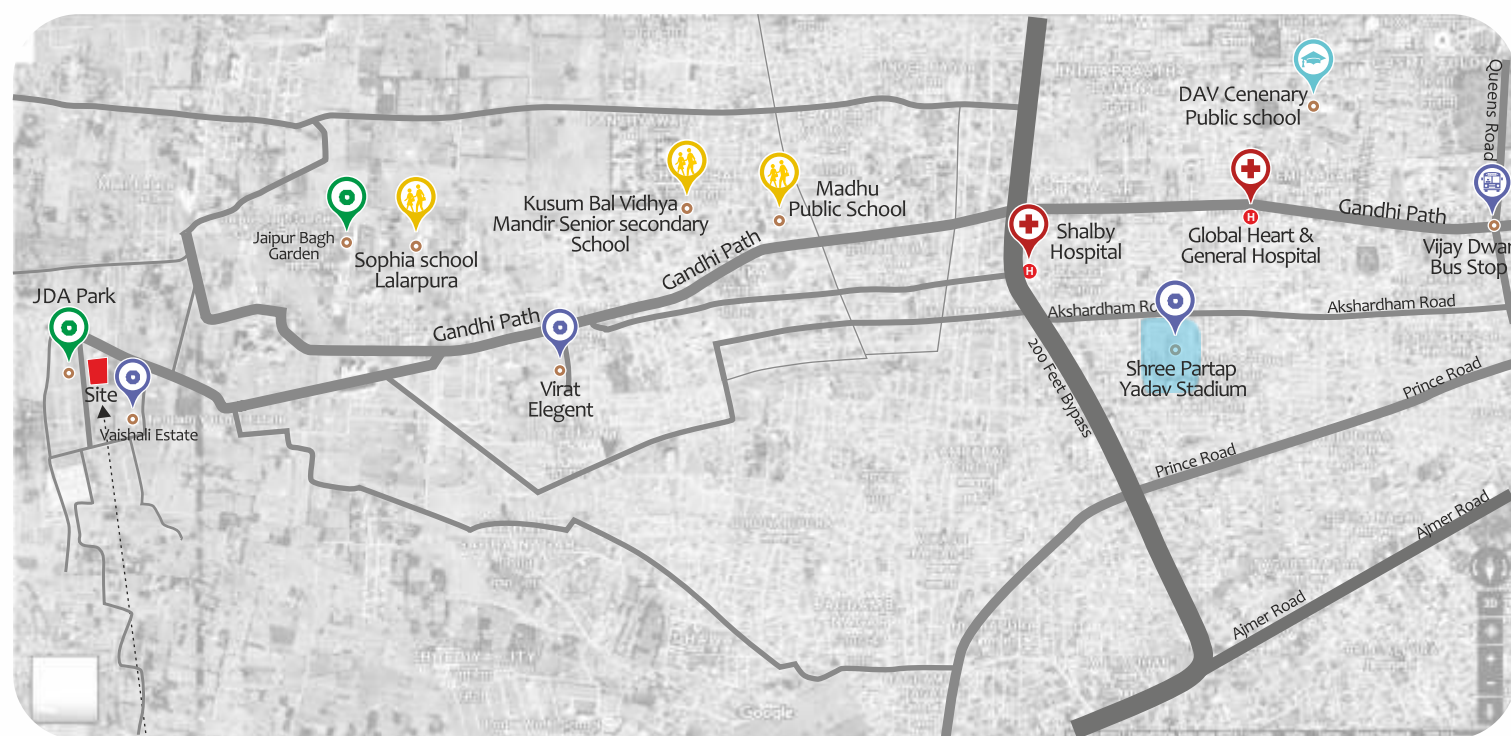 Queens Road
DAV Cenenary
Public school
Kusum Bal Vidhya
Mandir Senior secondary
School
Madhu
Public School
Gandhi Path
Jaipur Bagh
Garden
Sophia school
Lalarpura
Gandhi Path
Shalby
Hospital
H
Global Heart &
General Hospital
H
Vijay Dwar
Bus Stop
JDA Park
Gandhi Path
Akshardham Ro
Akshardham Road
Site
Vaishali Estate
Virat
Elegent
200 Feet Bypass
Shree Partap
Yadav Stadium
Prince Road
Prince Road
Ajmer Road
Ajmer Road
Google